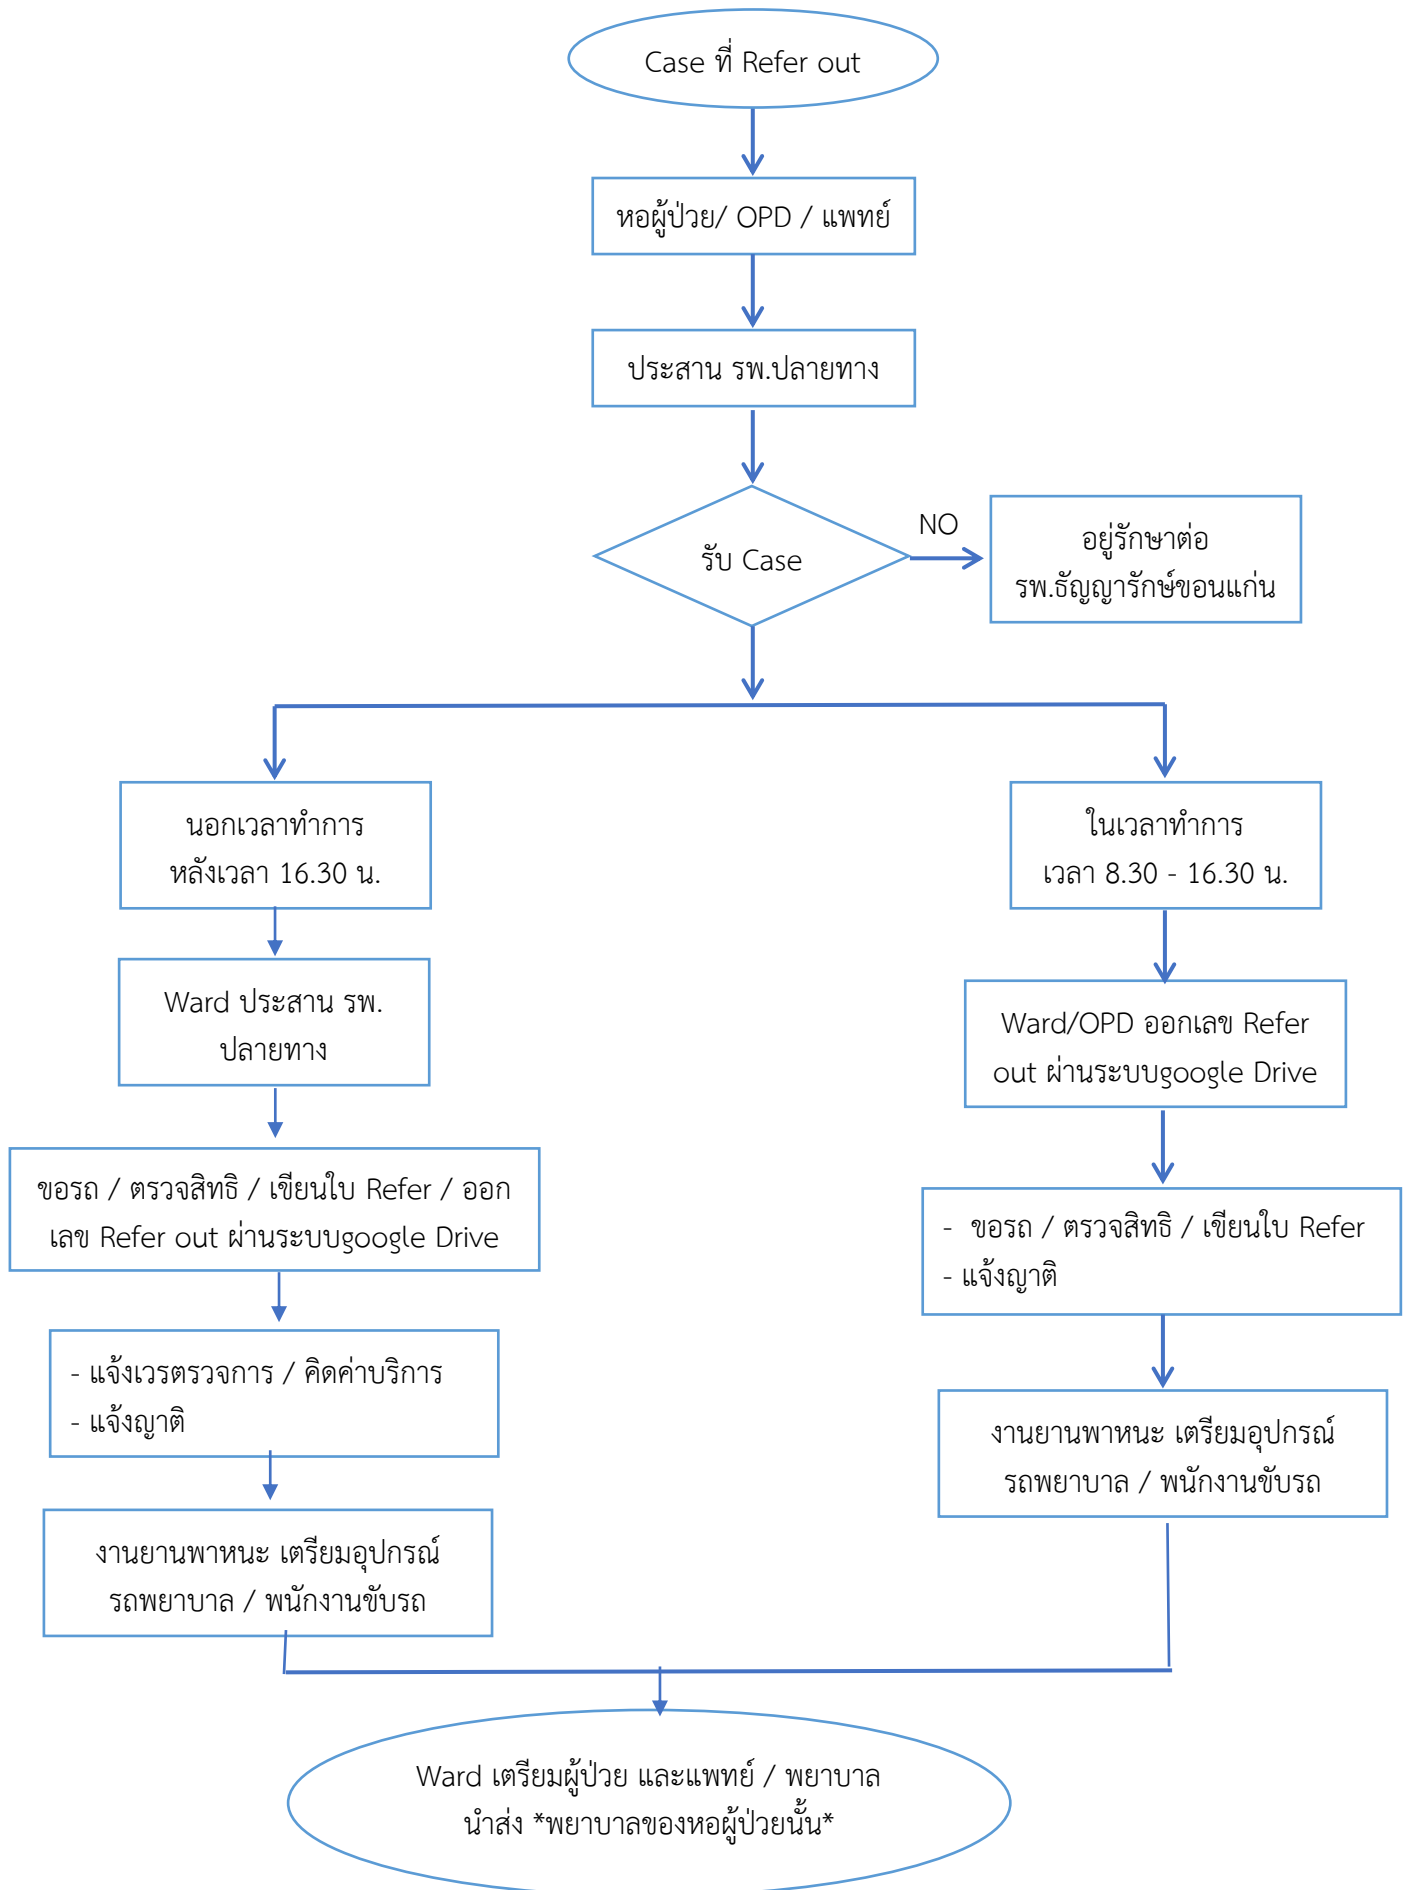 Case ที่ Refer out
หอผู้ป่วย/ OPD / แพทย์
ประสาน รพ.ปลายทาง
รับ Case
NO
อยู่รักษาต่อ
รพ.ธัญญารักษ์ขอนแก่น
นอกเวลาทำการ
หลังเวลา 16.30 น.
Ward ประสาน รพ.
ปลายทาง
ขอรถ / ตรวจสิทธิ / เขียนใบ Refer / ออก
เลข Refer out ผ่านระบบgoogle Drive
- แจ้งเวรตรวจการ / คิดค่าบริการ
- แจ้งญาติ
งานยานพาหนะ เตรียมอุปกรณ์
รถพยาบาล / พนักงานขับรถ
ในเวลาทำการ
เวลา 8.30 - 16.30 น.
Ward/OPD ออกเลข Refer
out ผ่านระบบgoogle Drive
- ขอรถ / ตรวจสิทธิ / เขียนใบ Refer
- แจ้งญาติ
งานยานพาหนะ เตรียมอุปกรณ์
รถพยาบาล / พนักงานขับรถ
Ward เตรียมผู้ป่วย และแพทย์ / พยาบาล
นำส่ง *พยาบาลของหอผู้ป่วยนั้น*